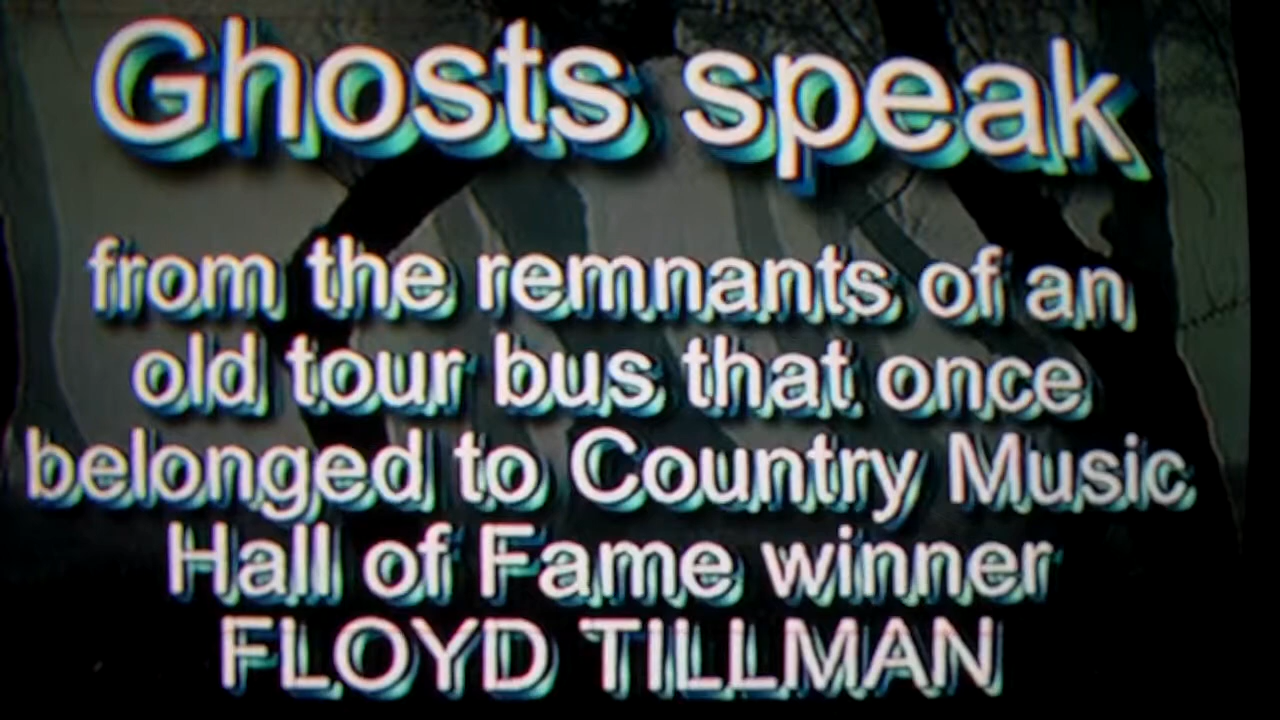 Ghosts speak
from the remnants of an
old tour bus that once
belonged to Country Music
Hall of Fame winner
FLOYD TILLMAN